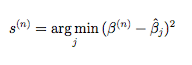 s^{(n)} = arg min_j (β^{(n)} − β̂_j)^2